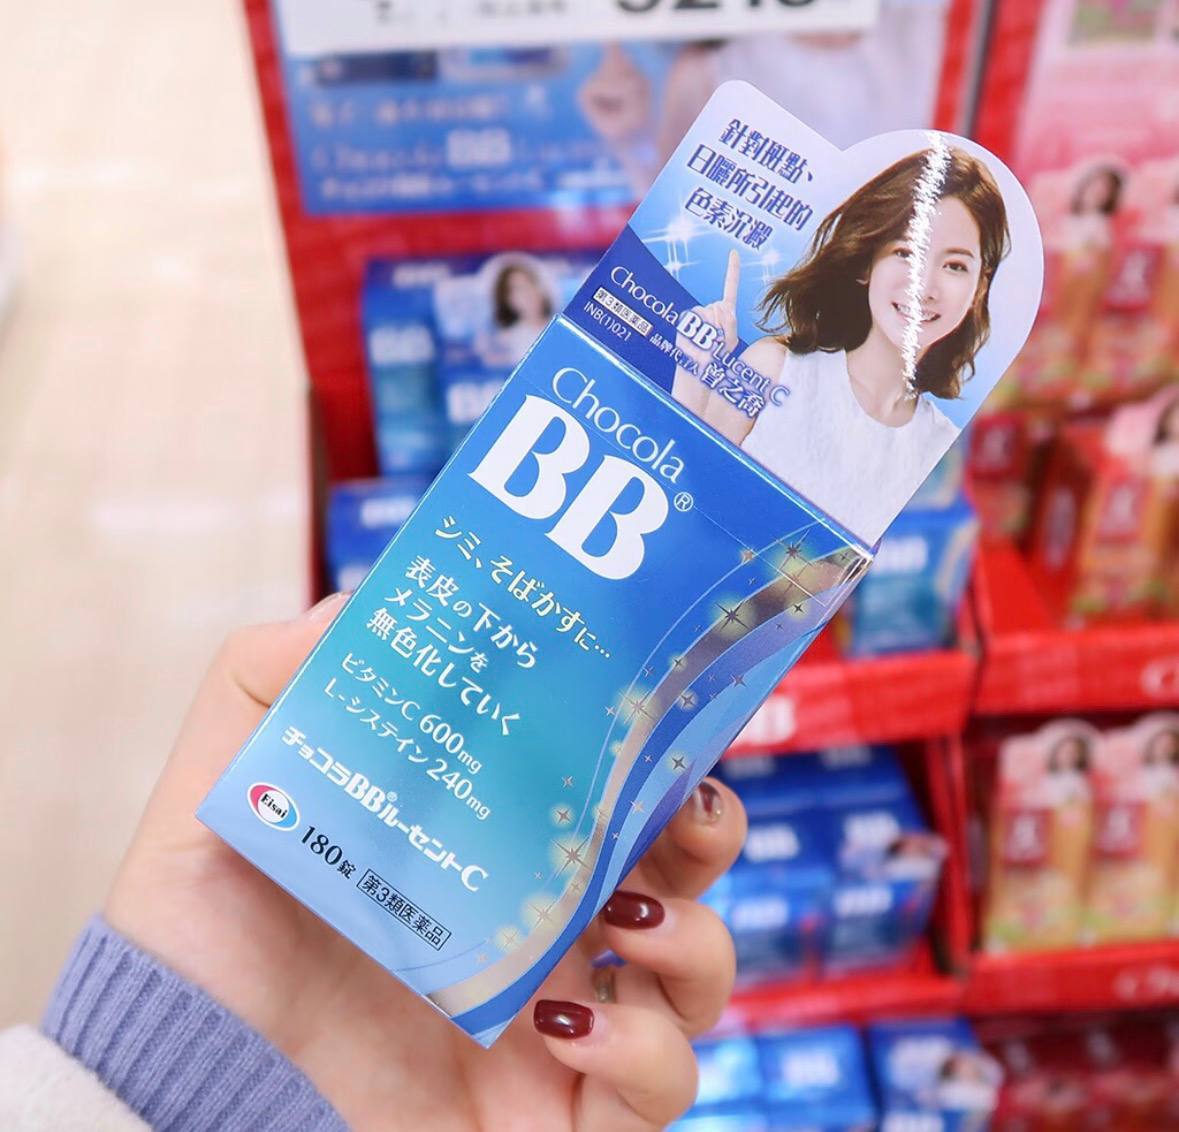 針對斑點、
日曬所引起的
色素沉澱
Chocola BB Lucent C
第3類医薬品 品牌代言人 曾之喬
INB(1)021
Chocola
BB®
シミ、そばかすに…
表皮の下から
メラニンを
無色化していく
ビタミンC 600mg
L-システイン 240mg
チョコラBB®ルーセントC
Eisai
180錠 第3類医薬品
BB